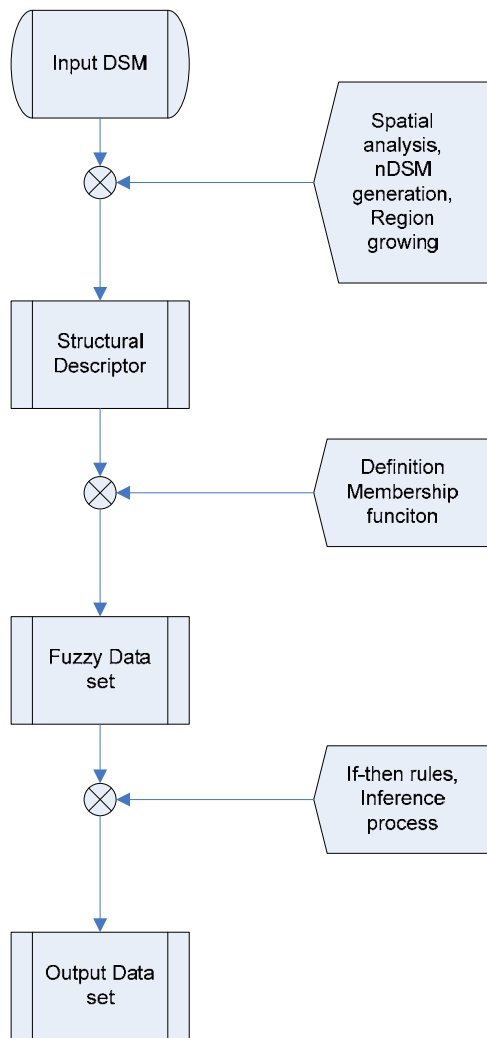 Input DSM
Spatial
analysis,
nDSM
generation,
Region
growing
Structural
Descriptor
Definition
Membership
funciton
Fuzzy Data
set
If-then rules,
Inference
process
Output Data
set